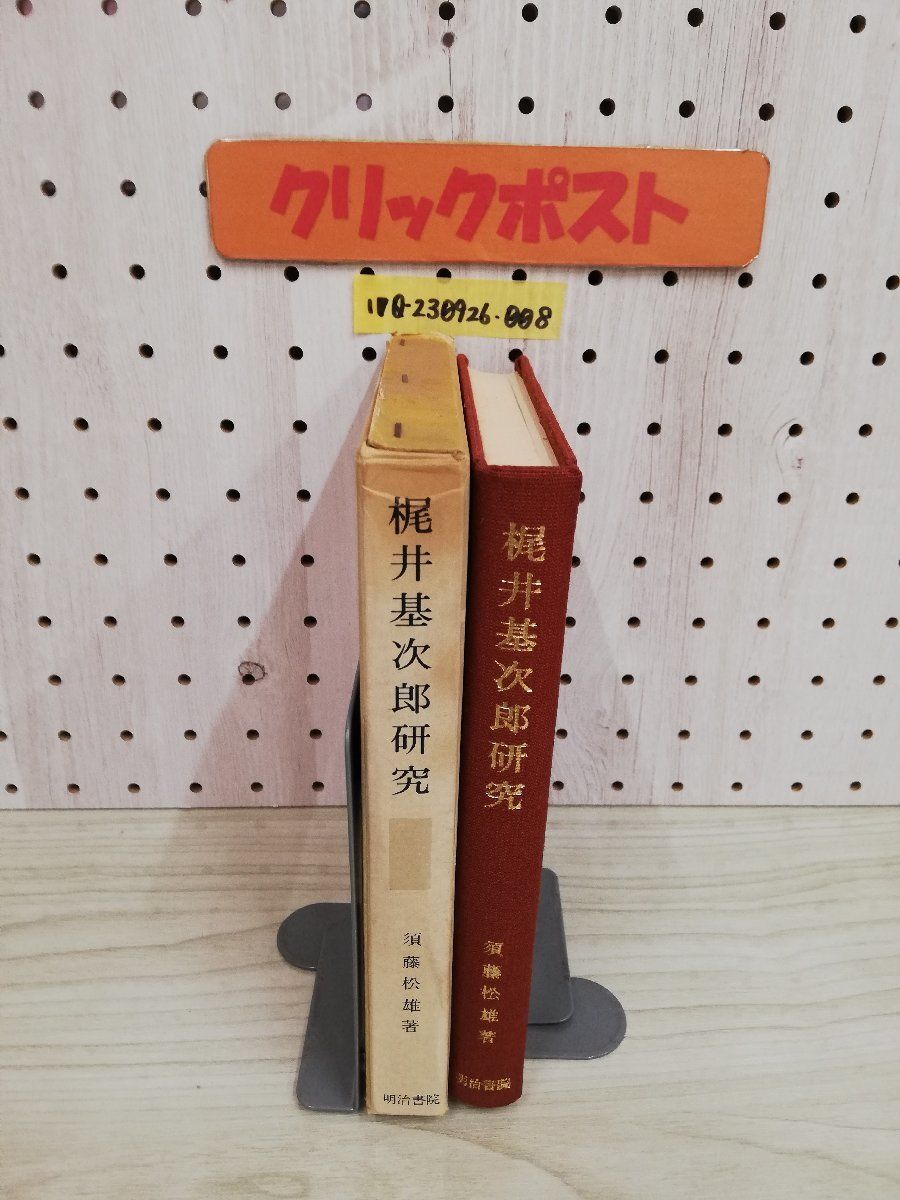 クリックポスト
1▼Q-230926.008
梶井基次郎研究
須藤松雄著
明治書院
梶井基次郎研究
須藤松雄著
明治書院